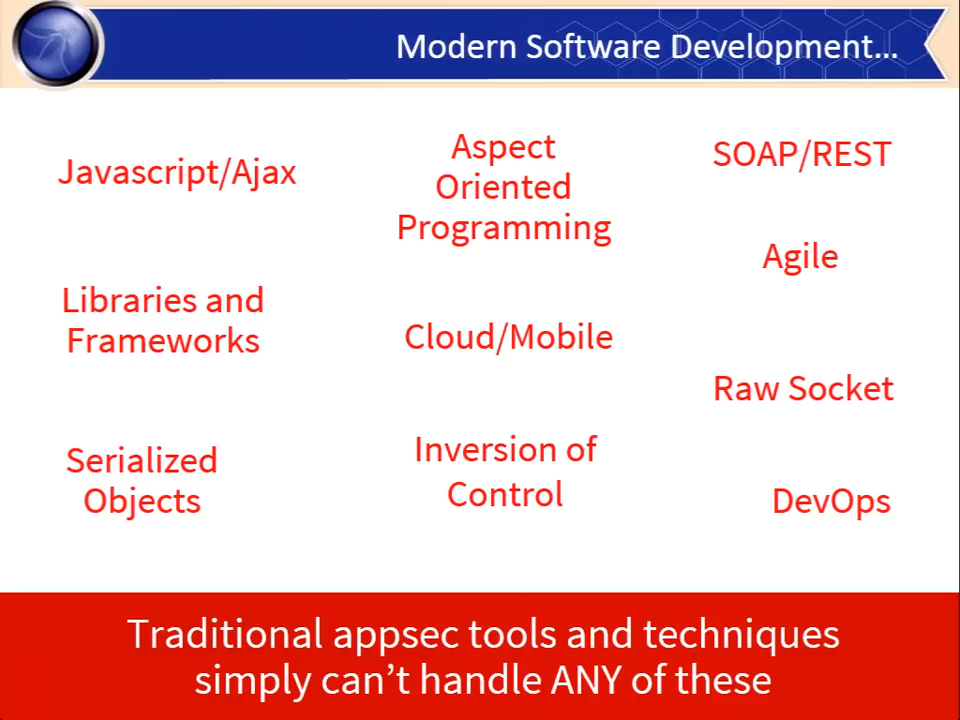 Modern Software Development...
Javascript/Ajax
Aspect
Oriented
Programming
SOAP/REST
Agile
Libraries and
Frameworks
Cloud/Mobile
Raw Socket
Serialized
Objects
Inversion of
Control
DevOps
Traditional appsec tools and techniques
simply can’t handle ANY of these